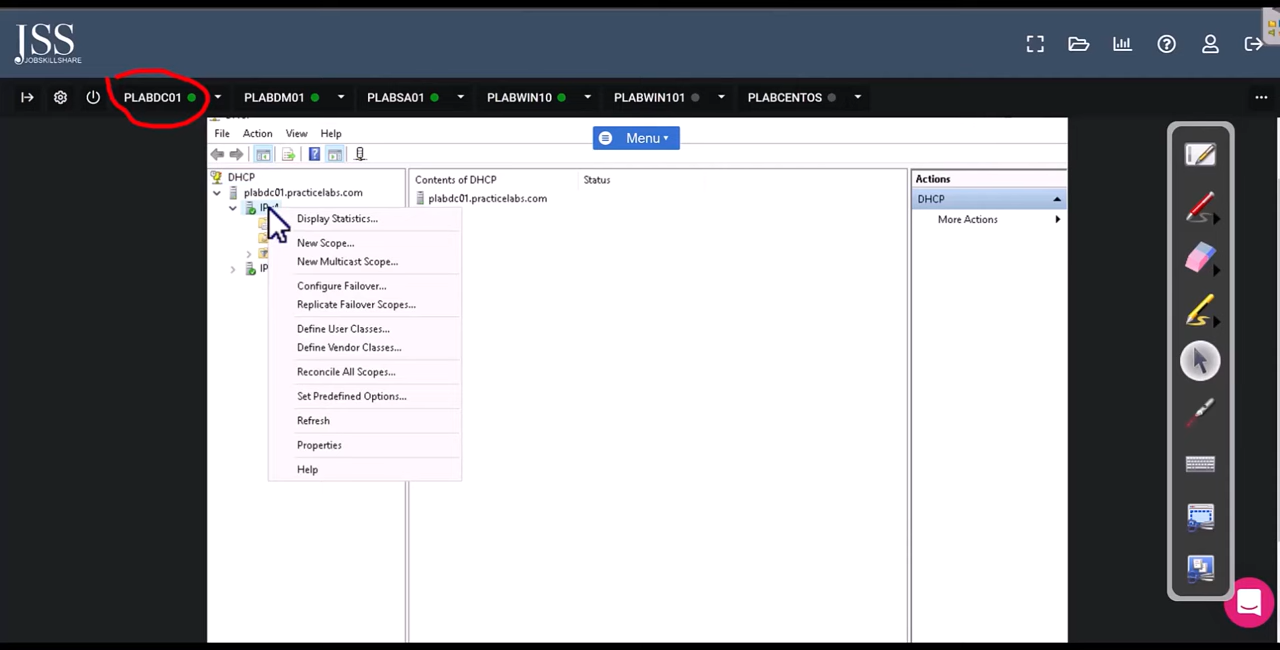 JSS
JOBSKILLSHARE
PLABDC01 PLABDM01 PLABSA01 PLABWIN10 PLABWIN101 PLABCENTOS
File Action View Help
Menu
DHCP
plabdc01.practicelabs.com
Contents of DHCP Status
plabdc01.practicelabs.com
Display Statistics...
New Scope...
New Multicast Scope...
Configure Failover...
Replicate Failover Scopes...
Define User Classes...
Define Vendor Classes...
Reconcile All Scopes...
Set Predefined Options...
Refresh
Properties
Help
IP
Actions
DHCP
More Actions